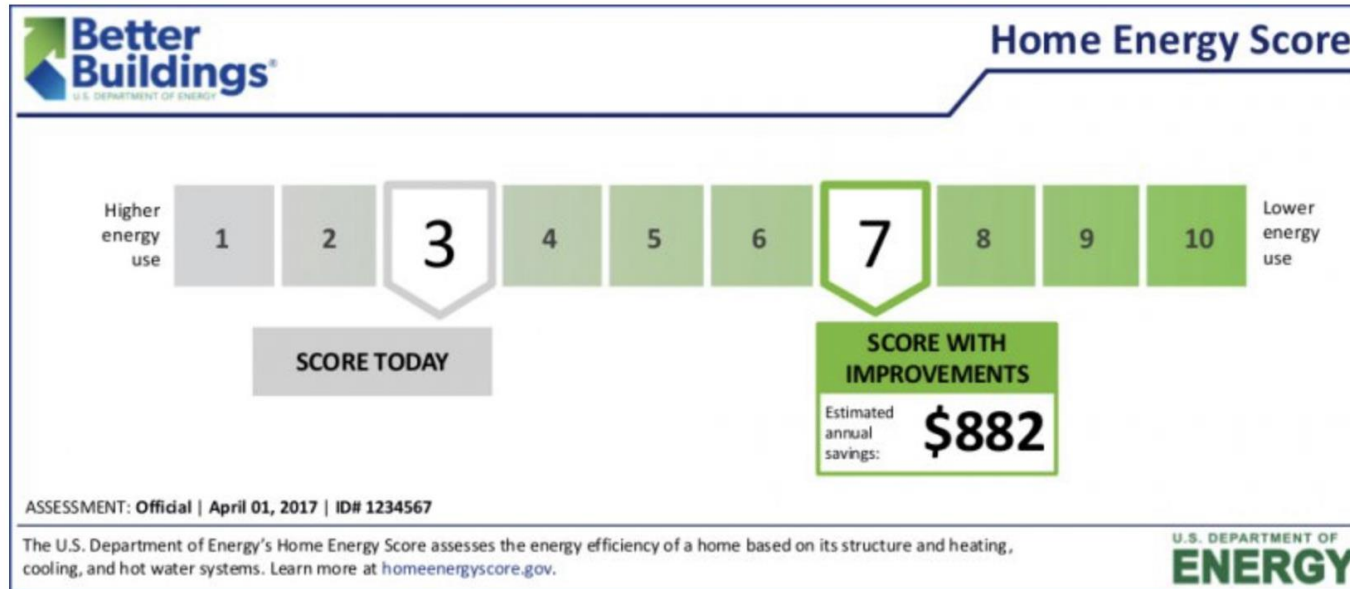 Better
Buildings®
U.S. DEPARTMENT OF ENERGY
Home Energy Score
Higher
energy
use
1
2
3
4
5
6
7
8
9
10
Lower
energy
use
SCORE TODAY
SCORE WITH
IMPROVEMENTS
Estimated
annual
savings:
$882
ASSESSMENT: Official | April 01, 2017 | ID# 1234567
The U.S. Department of Energy's Home Energy Score assesses the energy efficiency of a home based on its structure and heating,
cooling, and hot water systems. Learn more at homeenergyscore.gov.
U.S. DEPARTMENT OF
ENERGY